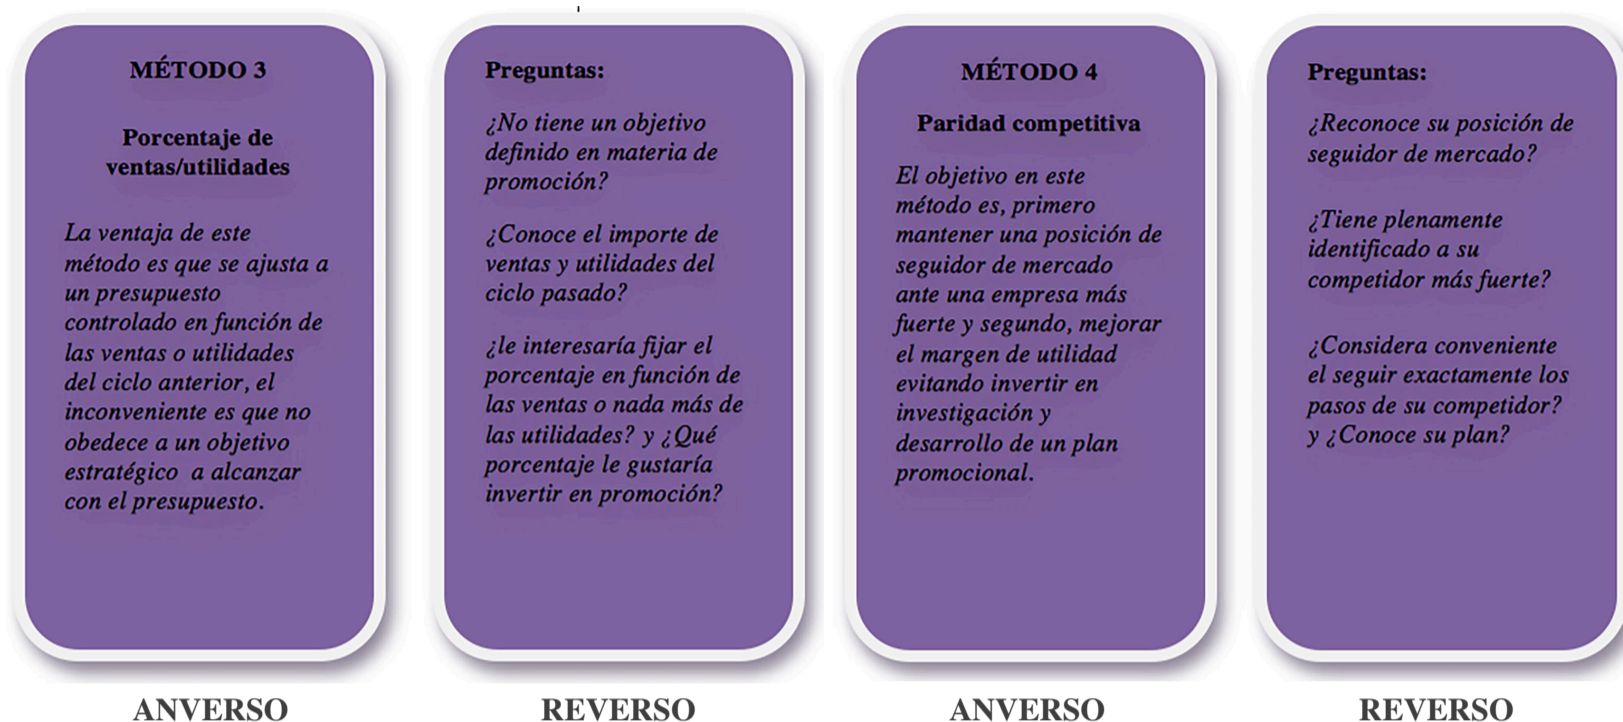 MÉTODO 3
Porcentaje de
ventas/utilidades
La ventaja de este
método es que se ajusta a
un presupuesto
controlado en función de
las ventas o utilidades
del ciclo anterior, el
inconveniente es que no
obedece a un objetivo
estratégico a alcanzar
con el presupuesto.
ANVERSO
Preguntas:
¿No tiene un objetivo
definido en materia de
promoción?
¿Conoce el importe de
ventas y utilidades del
ciclo pasado?
¿le interesaría fijar el
porcentaje en función de
las ventas o nada más de
las utilidades? y ¿Qué
porcentaje le gustaría
invertir en promoción?
REVERSO
MÉTODO 4
Paridad competitiva
El objetivo en este
método es, primero
mantener una posición de
seguidor de mercado
ante una empresa más
fuerte y segundo, mejorar
el margen de utilidad
evitando invertir en
investigación y
desarrollo de un plan
promocional.
ANVERSO
Preguntas:
¿Reconoce su posición de
seguidor de mercado?
¿Tiene plenamente
identificado a su
competidor más fuerte?
¿Considera conveniente
el seguir exactamente los
pasos de su competidor?
y ¿Conoce su plan?
REVERSO